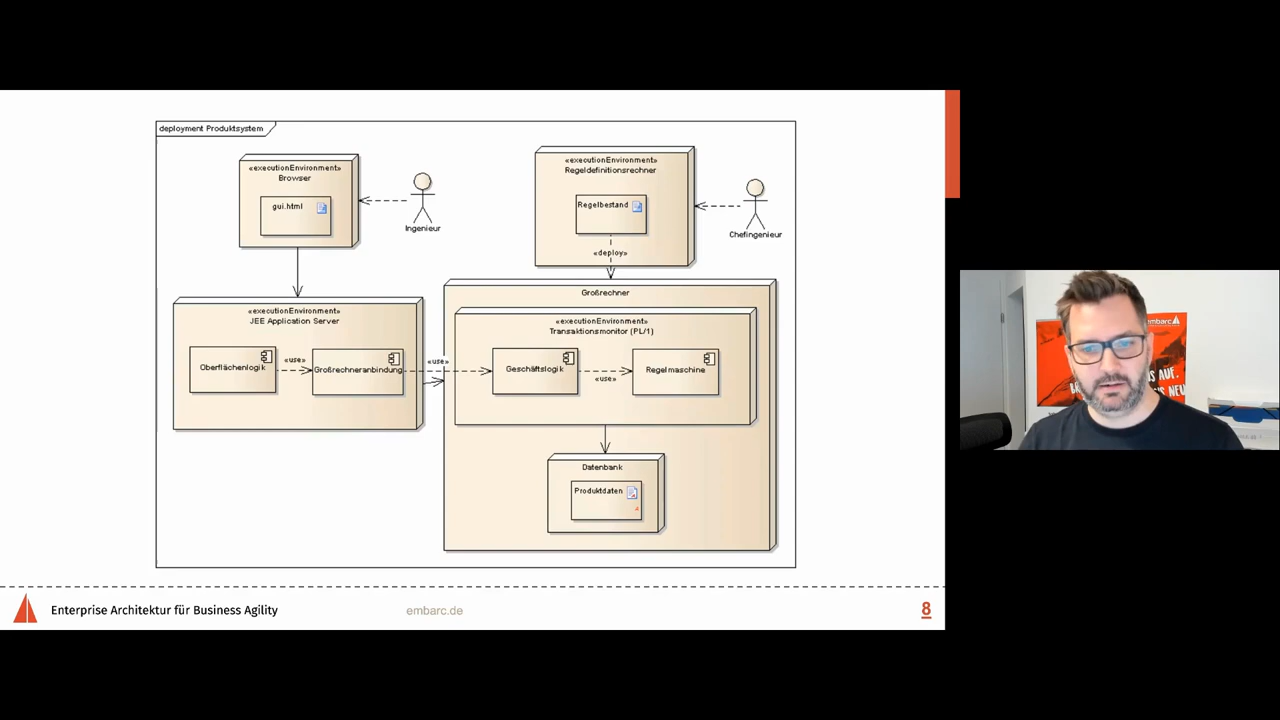 deployment Produktsystem
«executionEnvironment»
Browser
gui.html
Ingenieur
«executionEnvironment»
Regeldefinitionsrechner
Regelbestand
«deploy»
Chefingenieur
«executionEnvironment»
JEE Application Server
Oberflächenlogik
«use»
Großrechneranbindung
«use»
Großrechner
«executionEnvironment»
Transaktionsmonitor (PL/1)
Geschäftslogik
«use»
Regelmaschine
Datenbank
Produktdaten
Enterprise Architektur für Business Agility
embarc.de
8
embarc